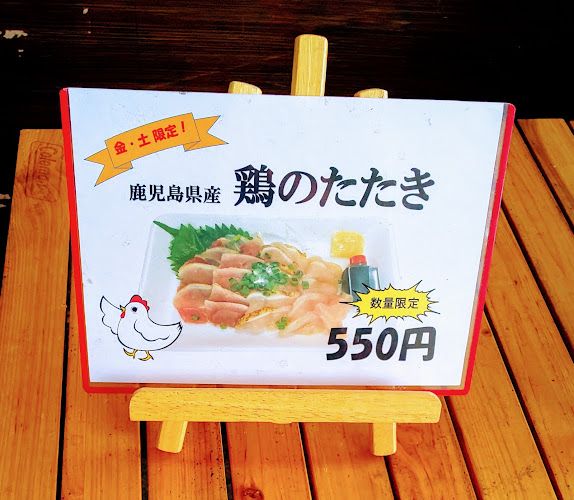 金・土 限定！
鹿児島県産 鶏のたたき
数量限定
550円